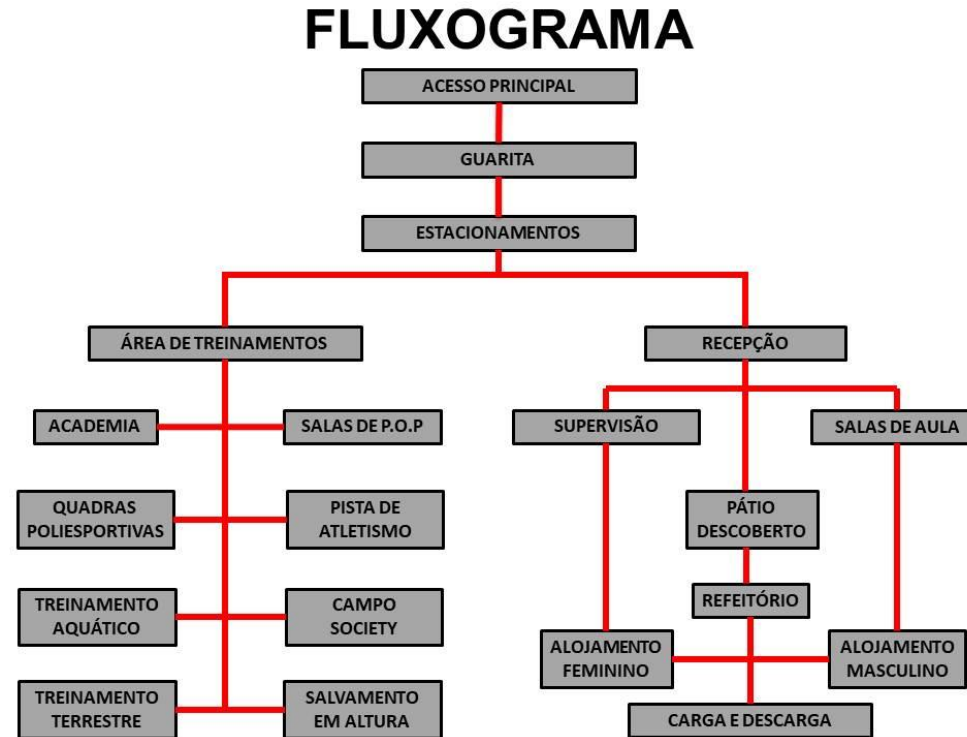 FLUXOGRAMA
ACESSO PRINCIPAL
GUARITA
ESTACIONAMENTOS
ÁREA DE TREINAMENTOS
RECEPÇÃO
ACADEMIA
SALAS DE P.O.P
SUPERVISÃO
SALAS DE AULA
QUADRAS
POLIESPORTIVAS
PISTA DE
ATLETISMO
PÁTIO
DESCOBERTO
TREINAMENTO
AQUÁTICO
CAMPO
SOCIETY
REFEITÓRIO
ALOJAMENTO
FEMININO
ALOJAMENTO
MASCULINO
TREINAMENTO
TERRESTRE
SALVAMENTO
EM ALTURA
CARGA E DESCARGA